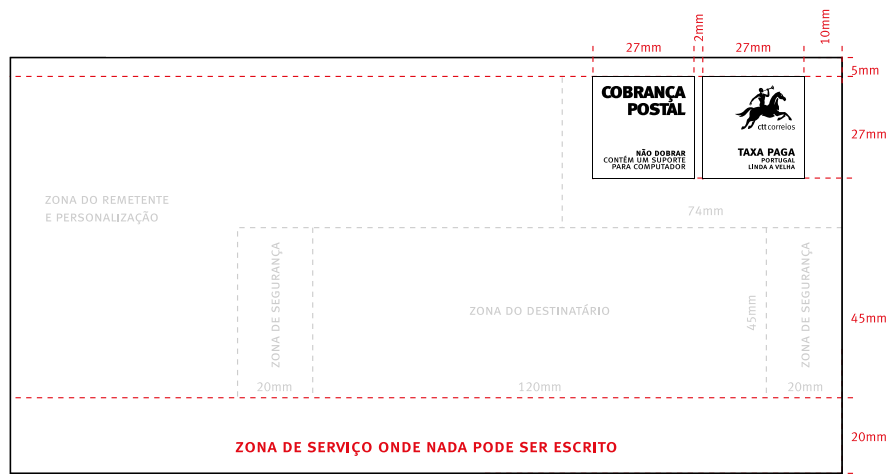 27mm
2mm
27mm
10mm
5mm
COBRANÇA
POSTAL
NÃO DOBRAR
CONTÉM UM SUPORTE
PARA COMPUTADOR
ctt correios
TAXA PAGA
PORTUGAL
LINDA A VELHA
27mm
ZONA DO REMETENTE
E PERSONALIZAÇÃO
74mm
ZONA DE SEGURANÇA
ZONA DO DESTINATÁRIO
45mm
ZONA DE SEGURANÇA
45mm
20mm
120mm
20mm
ZONA DE SERVIÇO ONDE NADA PODE SER ESCRITO
20mm